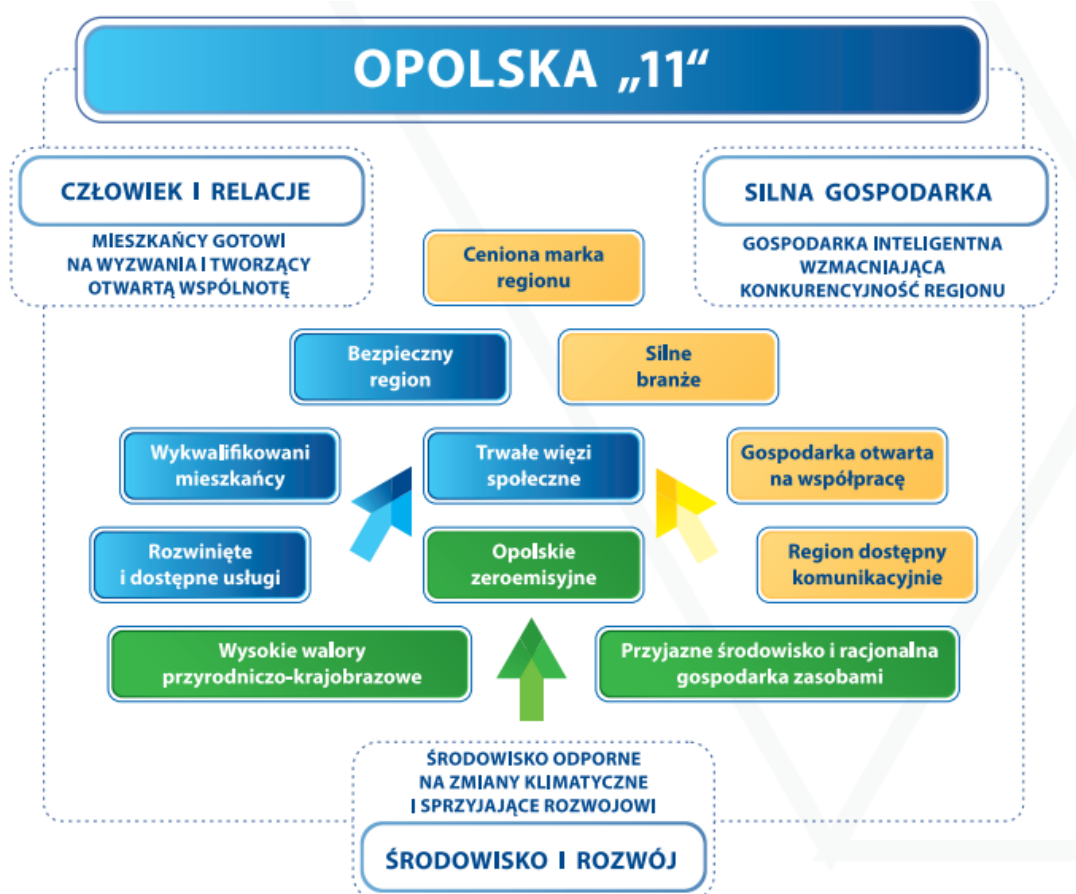 OPOLSKA „11“
CZŁOWIEK I RELACJE
MIESZKAŃCY GOTOWI
NA WYZWANIA I TWORZĄCY
OTWARTĄ WSPÓLNOTĘ
SILNA GOSPODARKA
GOSPODARKA INTELIGENTNA
WZMACNIAJĄCA
KONKURENCYJNOŚĆ REGIONU
Ceniona marka
regionu
Bezpieczny
region
Silne
branże
Wykwalifikowani
mieszkańcy
Trwałe więzi
społeczne
Gospodarka otwarta
na współpracę
Rozwinięte
i dostępne usługi
Opolskie
zeroemisyjne
Region dostępny
komunikacyjnie
Wysokie walory
przyrodniczo-krajobrazowe
Przyjazne środowisko i racjonalna
gospodarka zasobami
ŚRODOWISKO ODPORNE
NA ZMIANY KLIMATYCZNE
I SPRZYJAJĄCE ROZWOJOWI
ŚRODOWISKO I ROZWÓJ